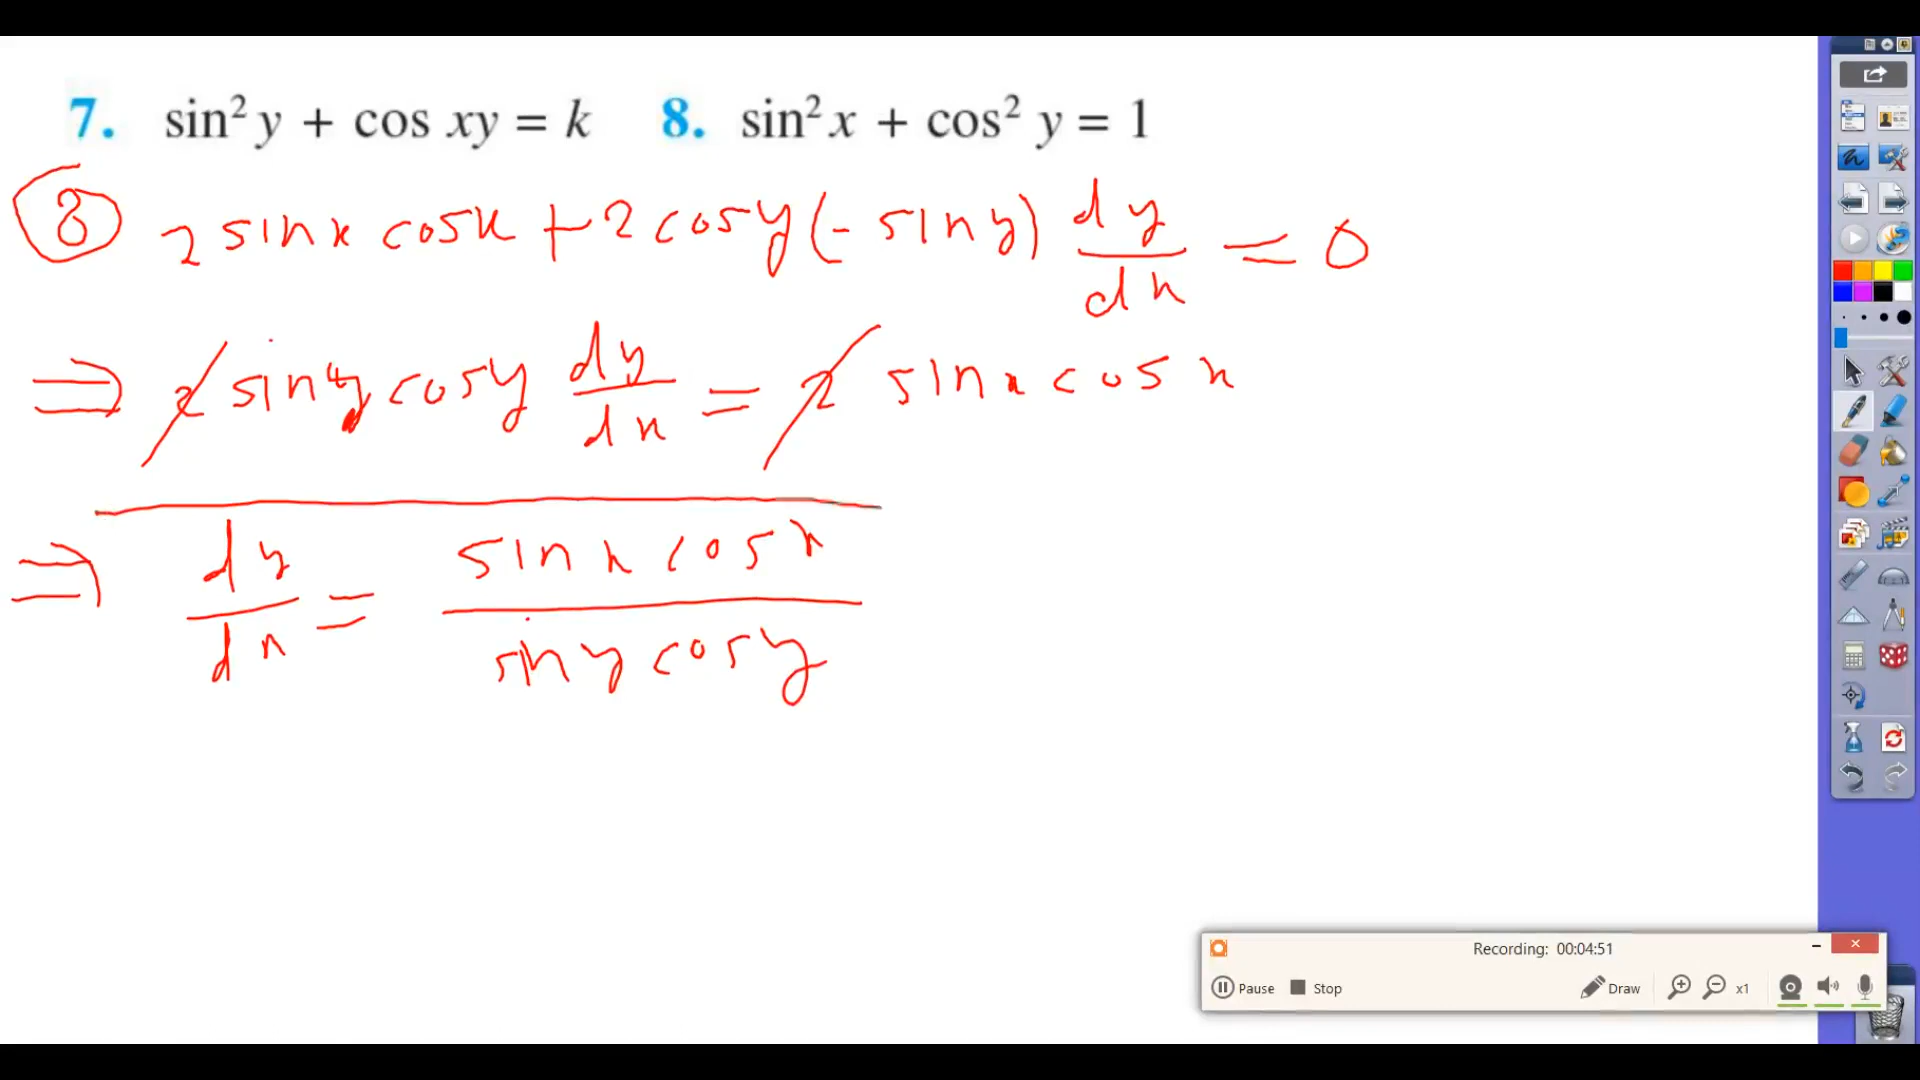 7. sin² y + cos xy = k 8. sin² x + cos² y = 1
⑧ 2 sin x cos x + 2 cos y (- sin y) dy/dx = 0
⇒ 2 sin y cos y dy/dx = 2 sin x cos x
⇒ dy/dx = sin x cos x / sin y cos y
Recording: 00:04:51
Pause Stop Draw x1